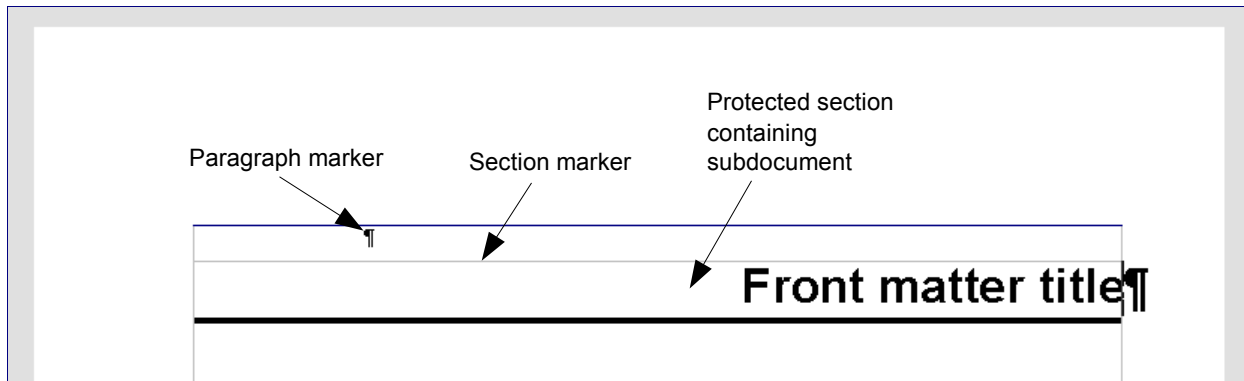 Protected section
containing
subdocument
Paragraph marker
Section marker
¶
Front matter title¶